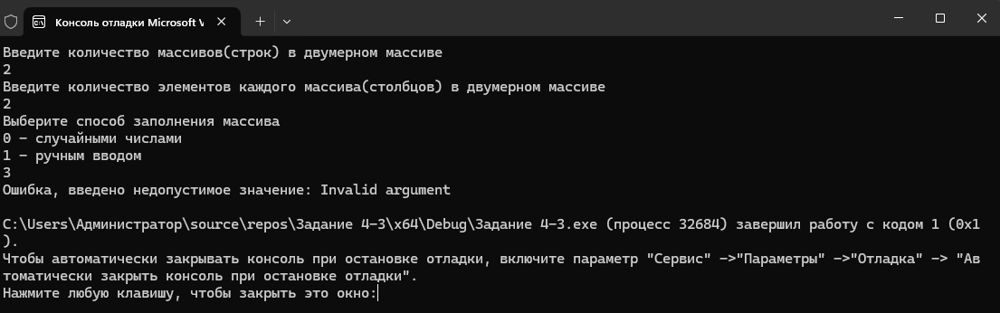 Консоль отладки Microsoft V
Введите количество массивов(строк) в двумерном массиве
2
Введите количество элементов каждого массива(столбцов) в двумерном массиве
2
Выберите способ заполнения массива
0 - случайными числами
1 - ручным вводом
3
Ошибка, введено недопустимое значение: Invalid argument
C:\Users\Администратор\source\repos\Задание 4-3\x64\Debug\Задание 4-3.exe (процесс 32684) завершил работу с кодом 1 (0x1
).
Чтобы автоматически закрывать консоль при остановке отладки, включите параметр "Сервис" ->"Параметры" ->"Отладка" -> "Ав
томатически закрыть консоль при остановке отладки".
Нажмите любую клавишу, чтобы закрыть это окно: